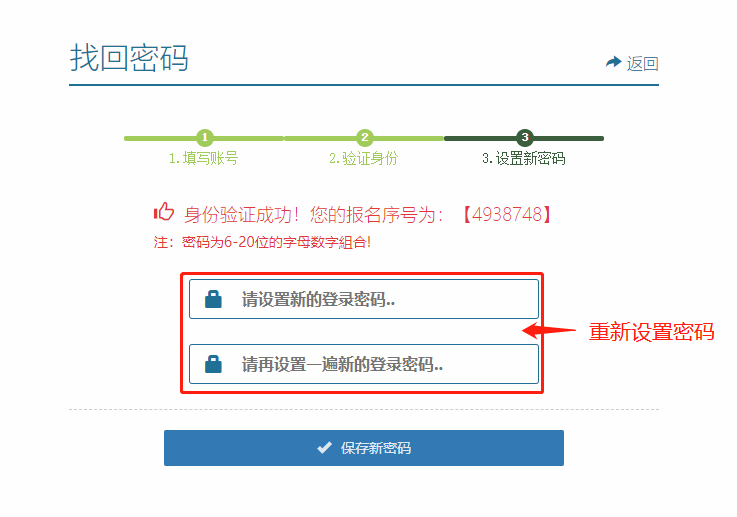 找回密码
返回
1 2 3
1.填写账号 2.验证身份 3.设置新密码
身份验证成功！您的报名序号为：【4938748】
注：密码为6-20位的字母数字組合!
请设置新的登录密码..
重新设置密码
请再设置一遍新的登录密码..
保存新密码